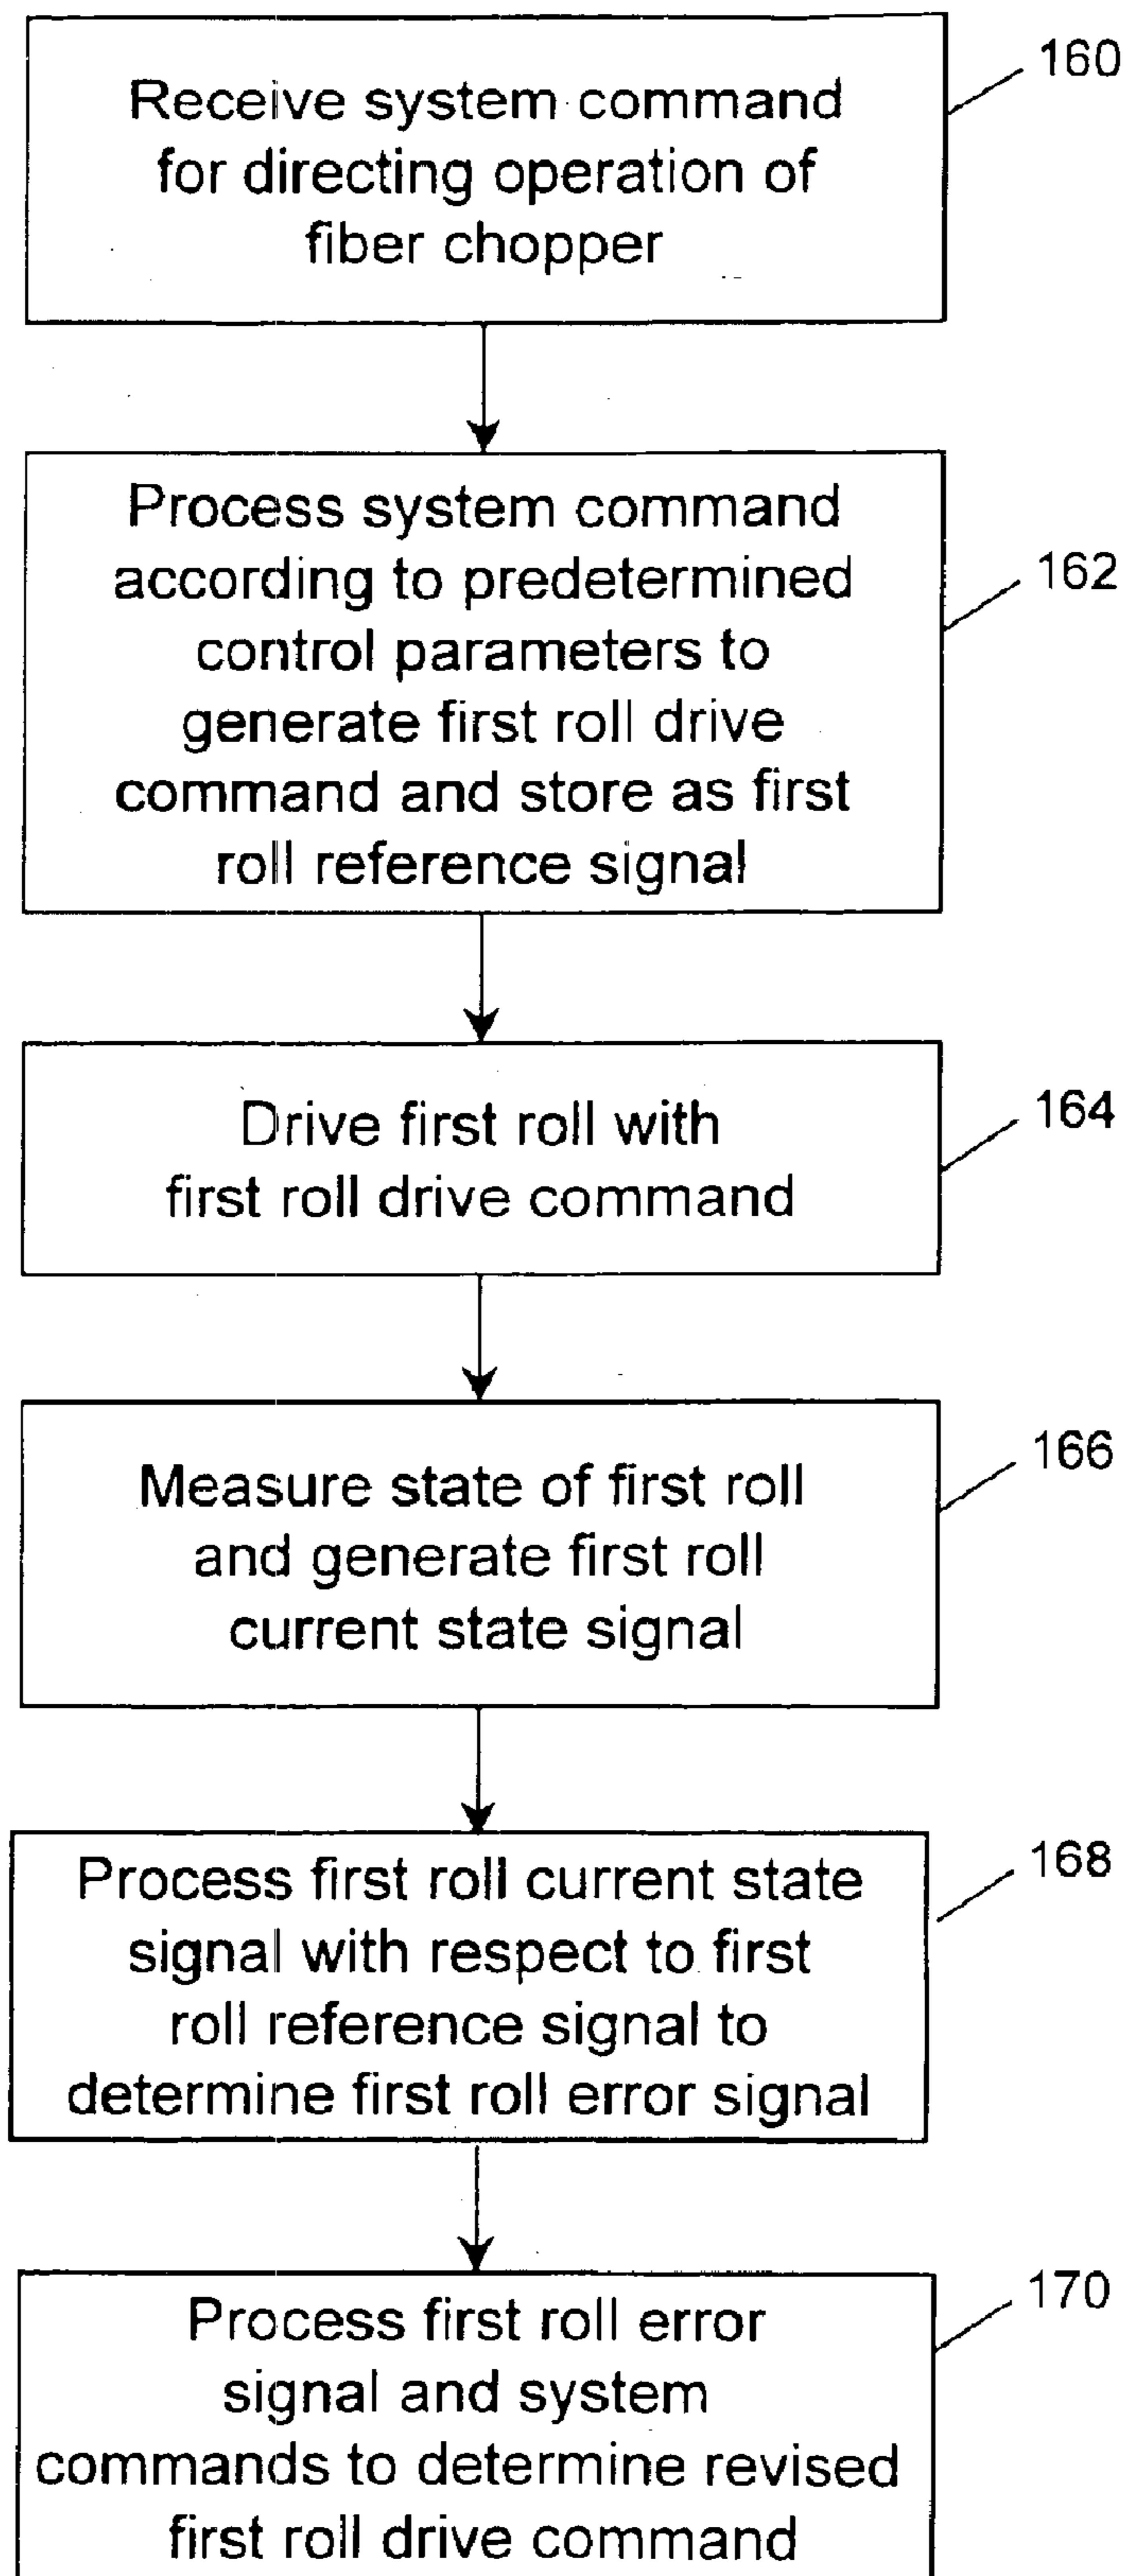 160
Receive system command
for directing operation of
fiber chopper
162
Process system command
according to predetermined
control parameters to
generate first roll drive
command and store as first
roll reference signal
164
Drive first roll with
first roll drive command
166
Measure state of first roll
and generate first roll
current state signal
168
Process first roll current state
signal with respect to first
roll reference signal to
determine first roll error signal
170
Process first roll error
signal and system
commands to determine revised
first roll drive command